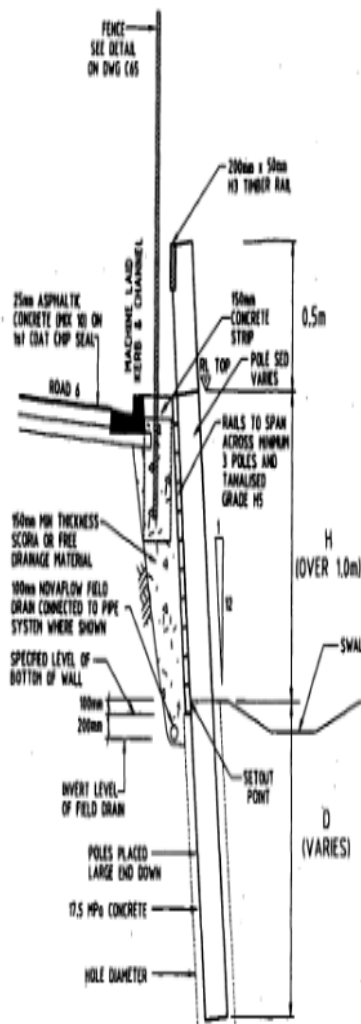 FENCE
SEE DETAIL
ON DWG C65
200mm x 50mm
H3 TIMBER RAIL
MACHINE LAID
KERB & CHANNEL
25mm ASPHALTIC
CONCRETE (MIX 10) ON
1st COAT CHIP SEAL
150mm
CONCRETE
STRIP
0.5m
ROAD 6
RL TOP
POLE SED
VARIES
RAILS TO SPAN
ACROSS MINIMUM
3 POLES AND
TANALISED
GRADE H5
150mm MIN THICKNESS
SCORIA OR FREE
DRAINAGE MATERIAL
1
12
H
(OVER 1.0m)
100mm NOVAFLOW FIELD
DRAIN CONNECTED TO PIPE
SYSTEM WHERE SHOWN
SPECIFIED LEVEL OF
BOTTOM OF WALL
SWAL
100mm
200mm
SETOUT
POINT
INVERT LEVEL
OF FIELD DRAIN
D
(VARIES)
POLES PLACED
LARGE END DOWN
17.5 MPa CONCRETE
HOLE DIAMETER